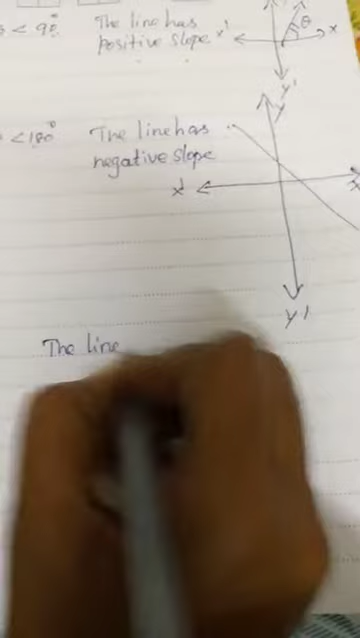 < 90° The line has
positive slope x' x
θ
y'
y
< 180° The line has
negative slope
x' x
y'
The line